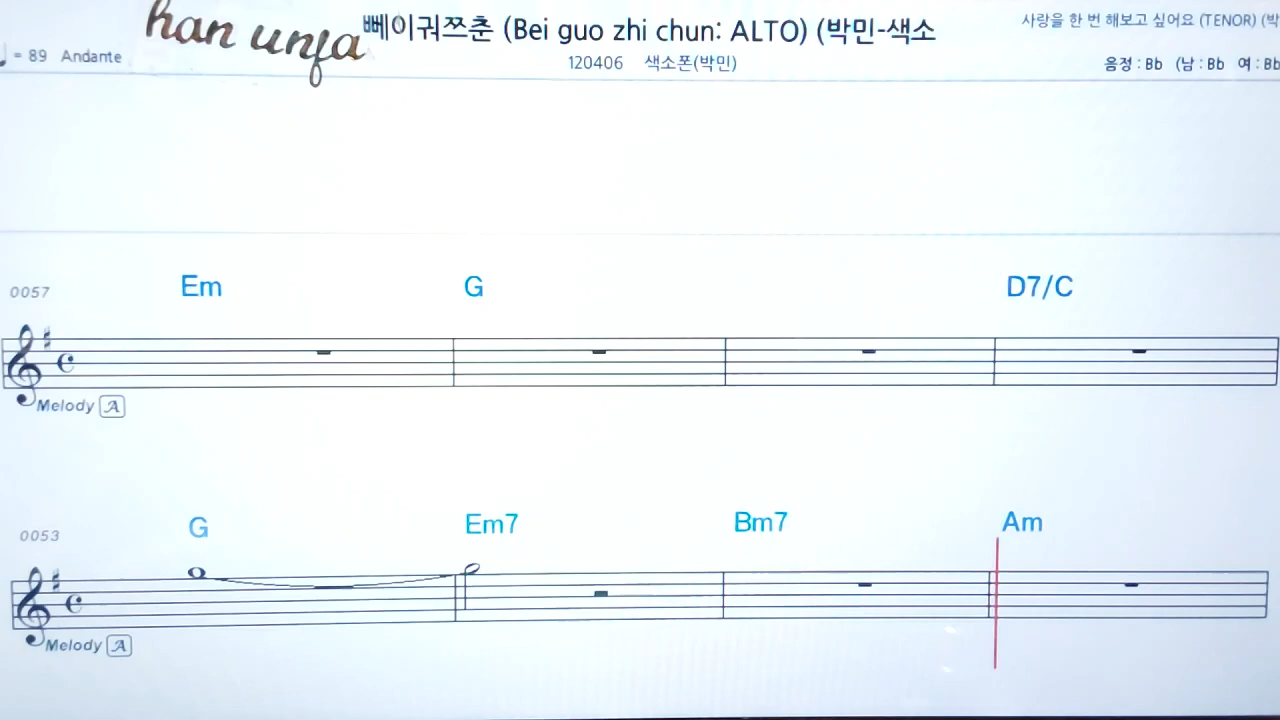 han unfa
뻬이궈쯔춘 (Bei guo zhi chun: ALTO) (박민-색소
사랑을 한 번 해보고 싶어요 (TENOR) (박
♩ = 89 Andante
120406 색소폰(박민)
음정 : Bb (남 : Bb 여 : Bb
0057 Em G D7/C
Melody A
0053 G Em7 Bm7 Am
Melody A